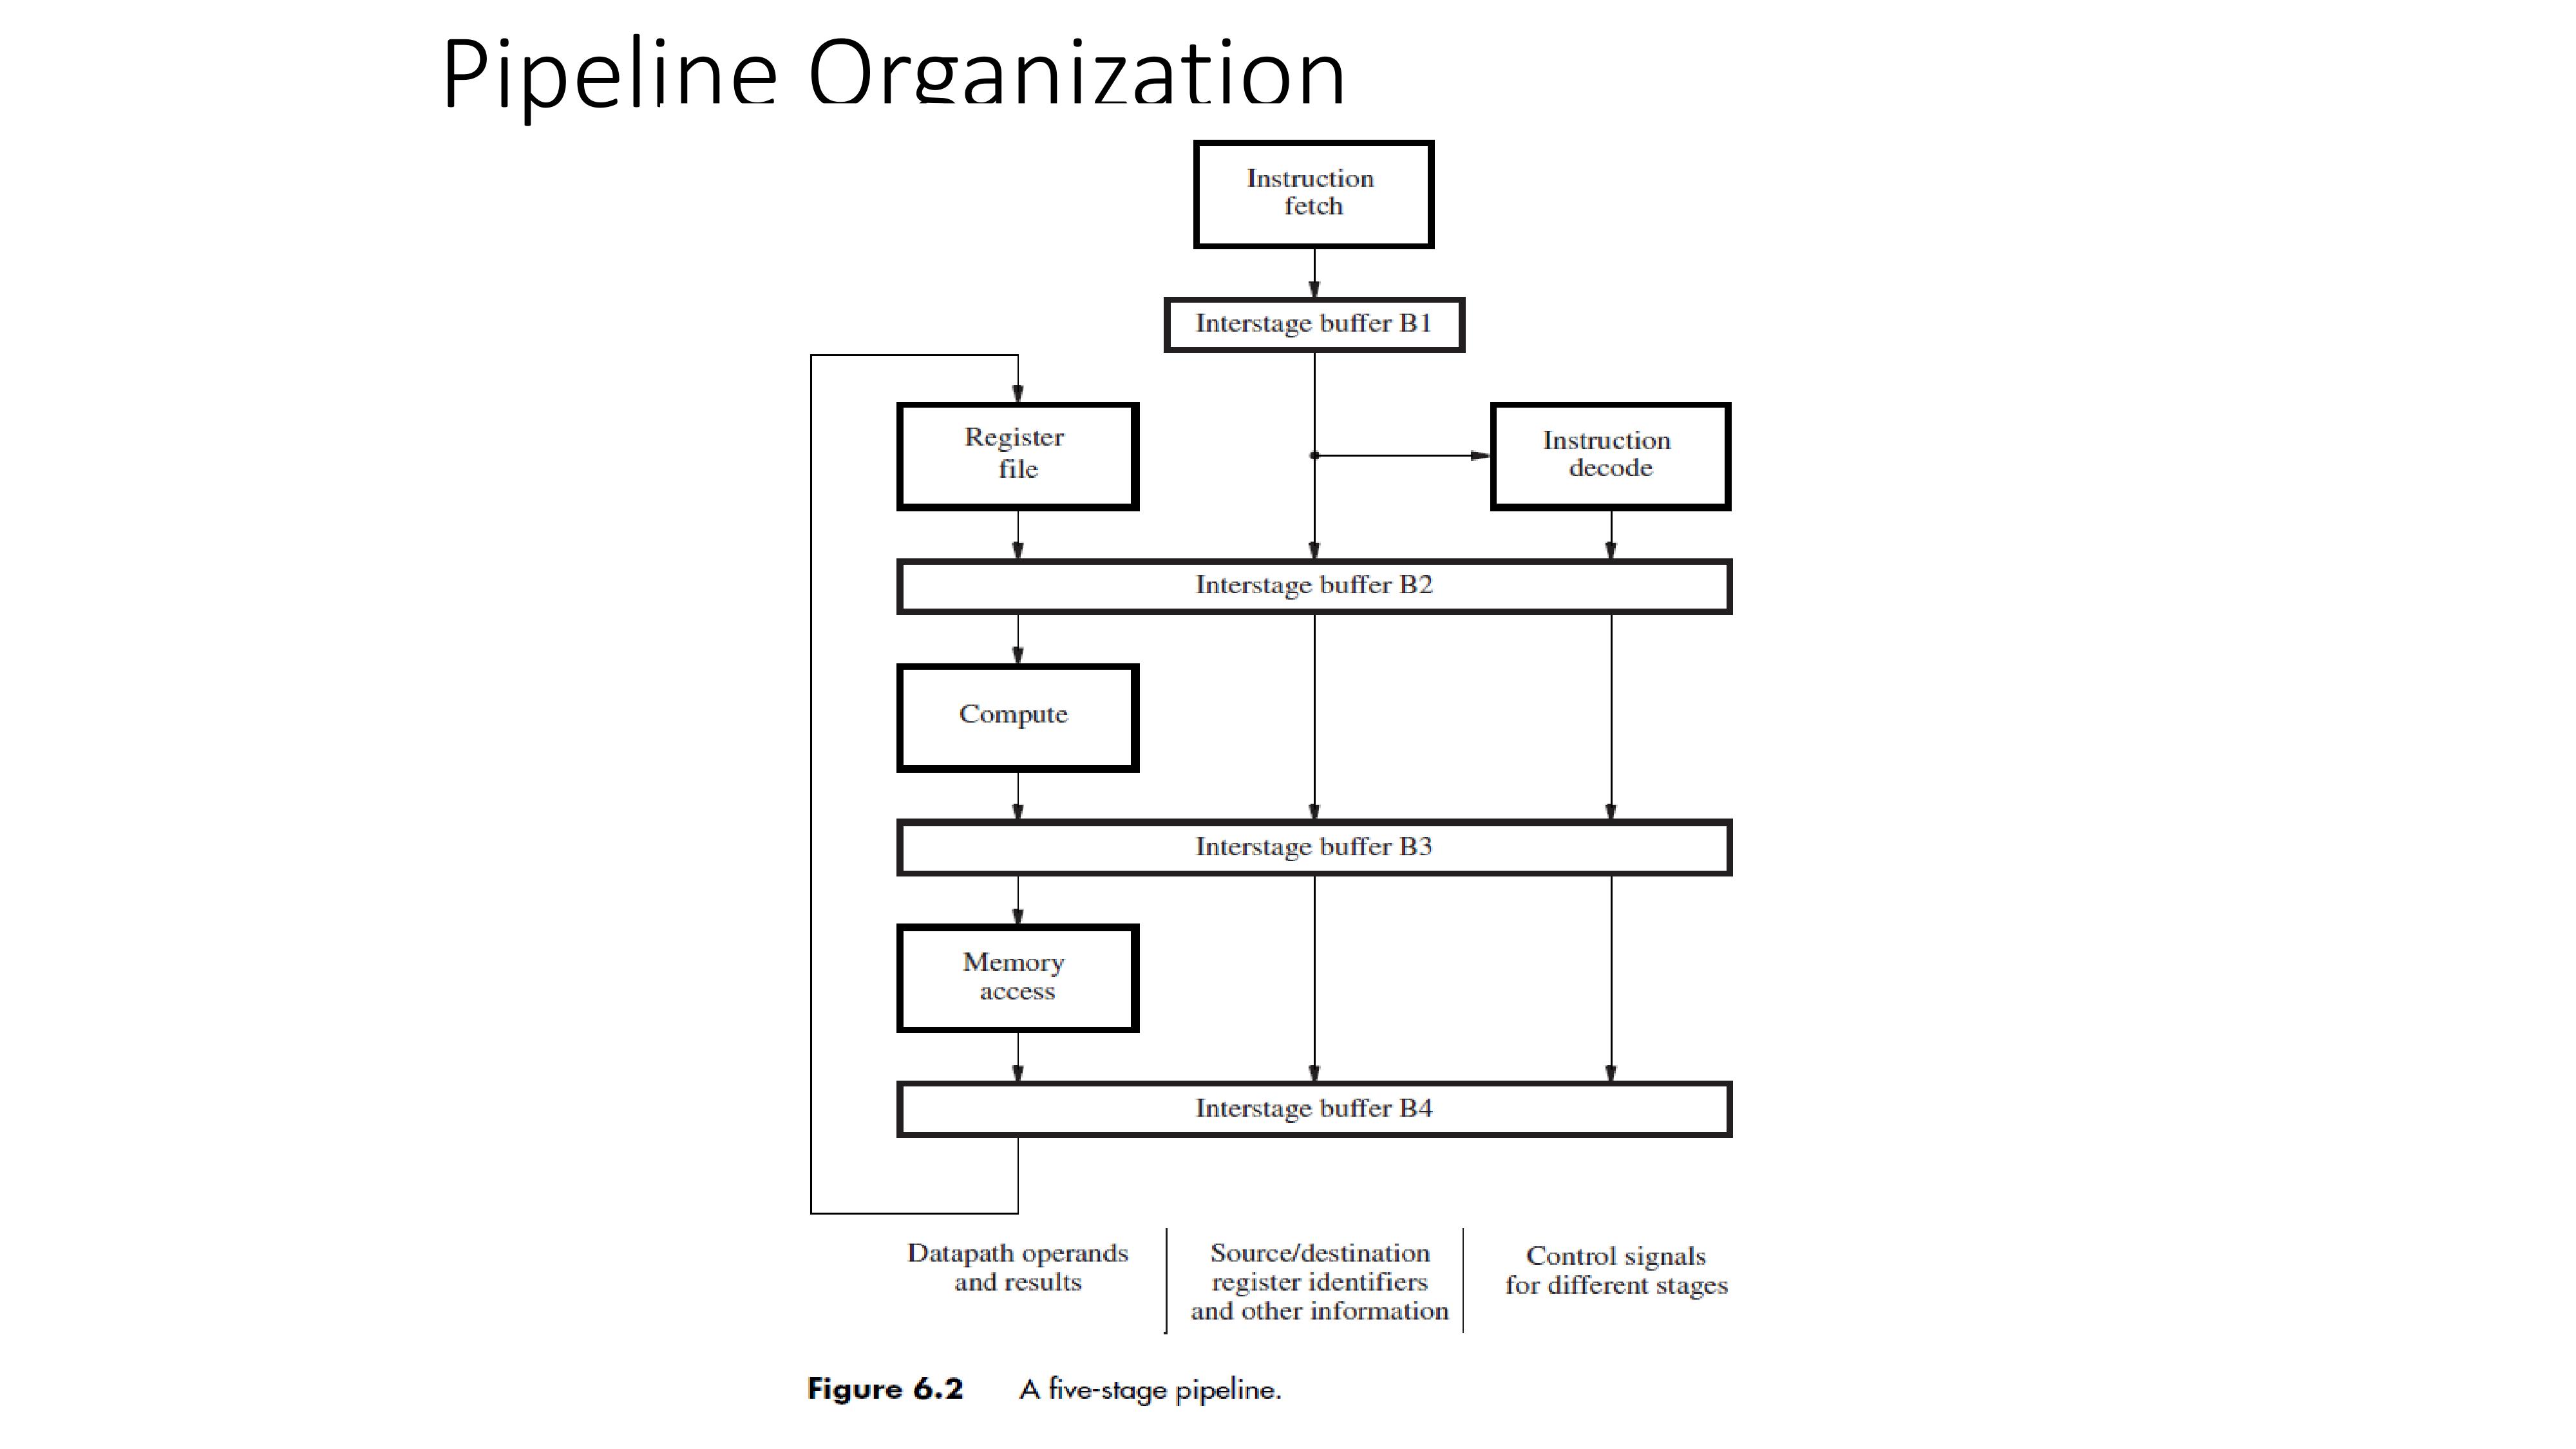 Pipeline Organization
Instruction
fetch
Interstage buffer B1
Register
file
Instruction
decode
Interstage buffer B2
Compute
Interstage buffer B3
Memory
access
Interstage buffer B4
Datapath operands
and results
Source/destination
register identifiers
and other information
Control signals
for different stages
Figure 6.2 A five-stage pipeline.